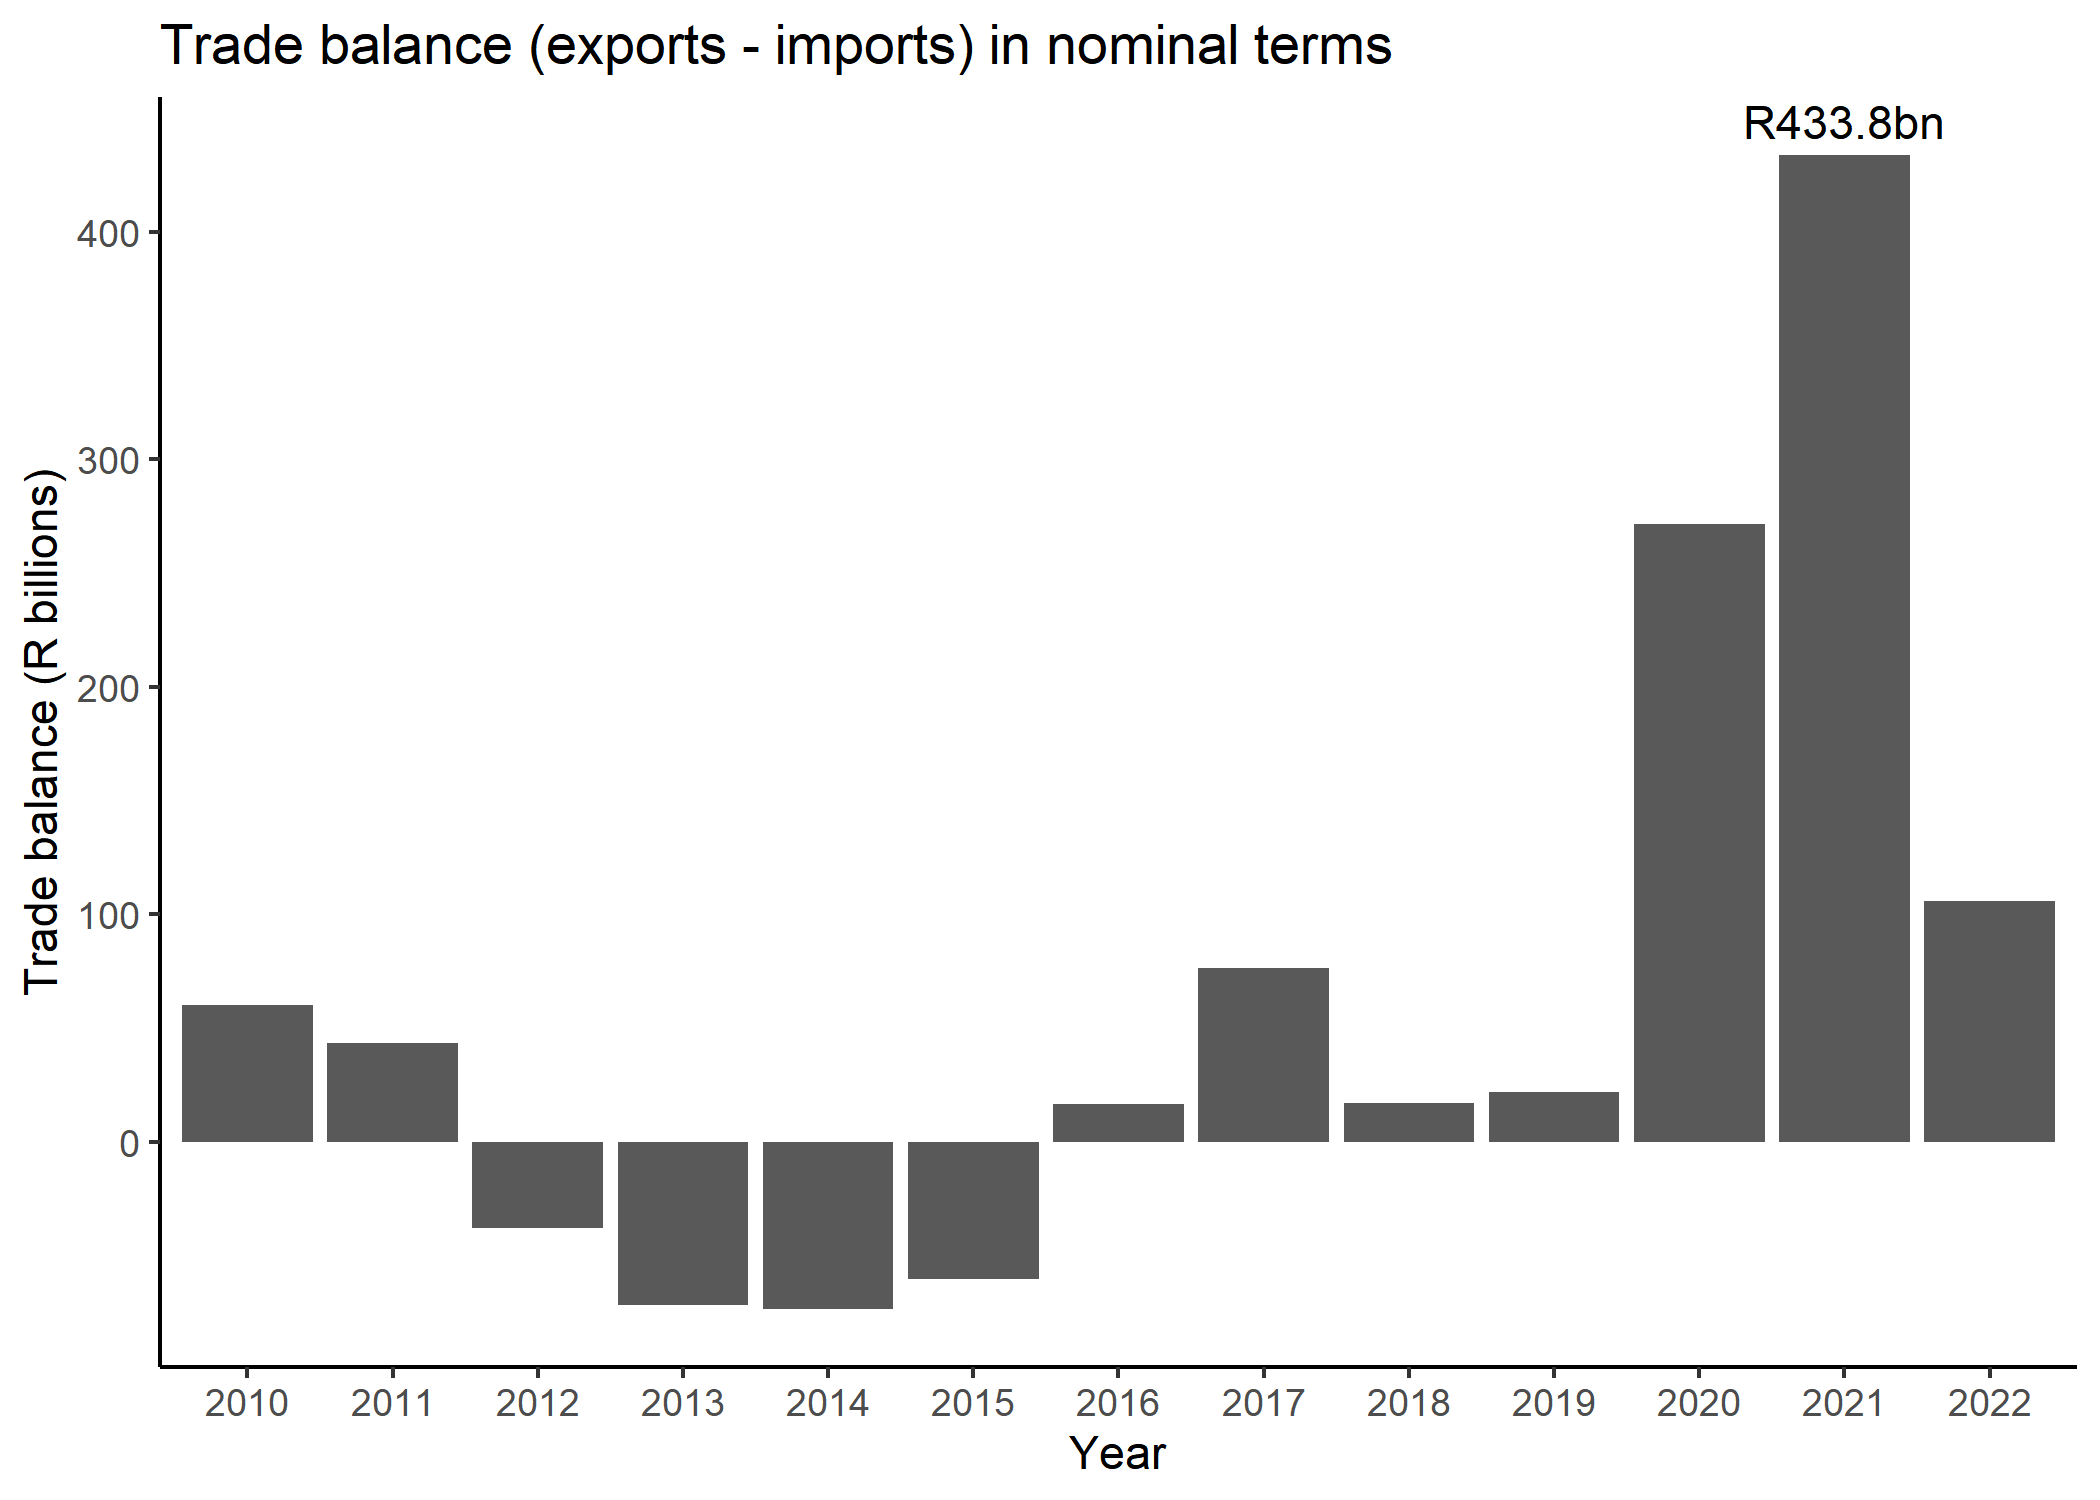 Trade balance (exports - imports) in nominal terms
R433.8bn
Trade balance (R billions)
400
300
200
100
0
2010 2011 2012 2013 2014 2015 2016 2017 2018 2019 2020 2021 2022
Year